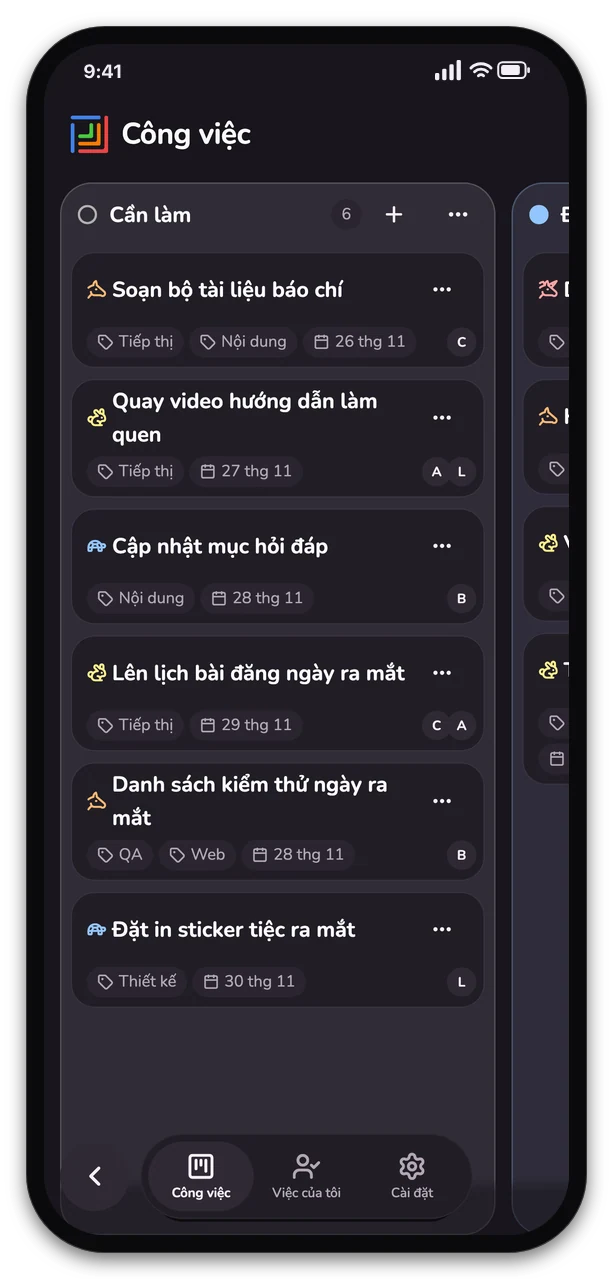 9:41
Công việc
Cần làm
6
Soạn bộ tài liệu báo chí
Tiếp thị
Nội dung
26 thg 11
C
Quay video hướng dẫn làm
quen
Tiếp thị
27 thg 11
A
L
Cập nhật mục hỏi đáp
Nội dung
28 thg 11
B
Lên lịch bài đăng ngày ra mắt
Tiếp thị
29 thg 11
C
A
Danh sách kiểm thử ngày ra
mắt
QA
Web
28 thg 11
B
Đặt in sticker tiệc ra mắt
Thiết kế
30 thg 11
L
Công việc
Việc của tôi
Cài đặt